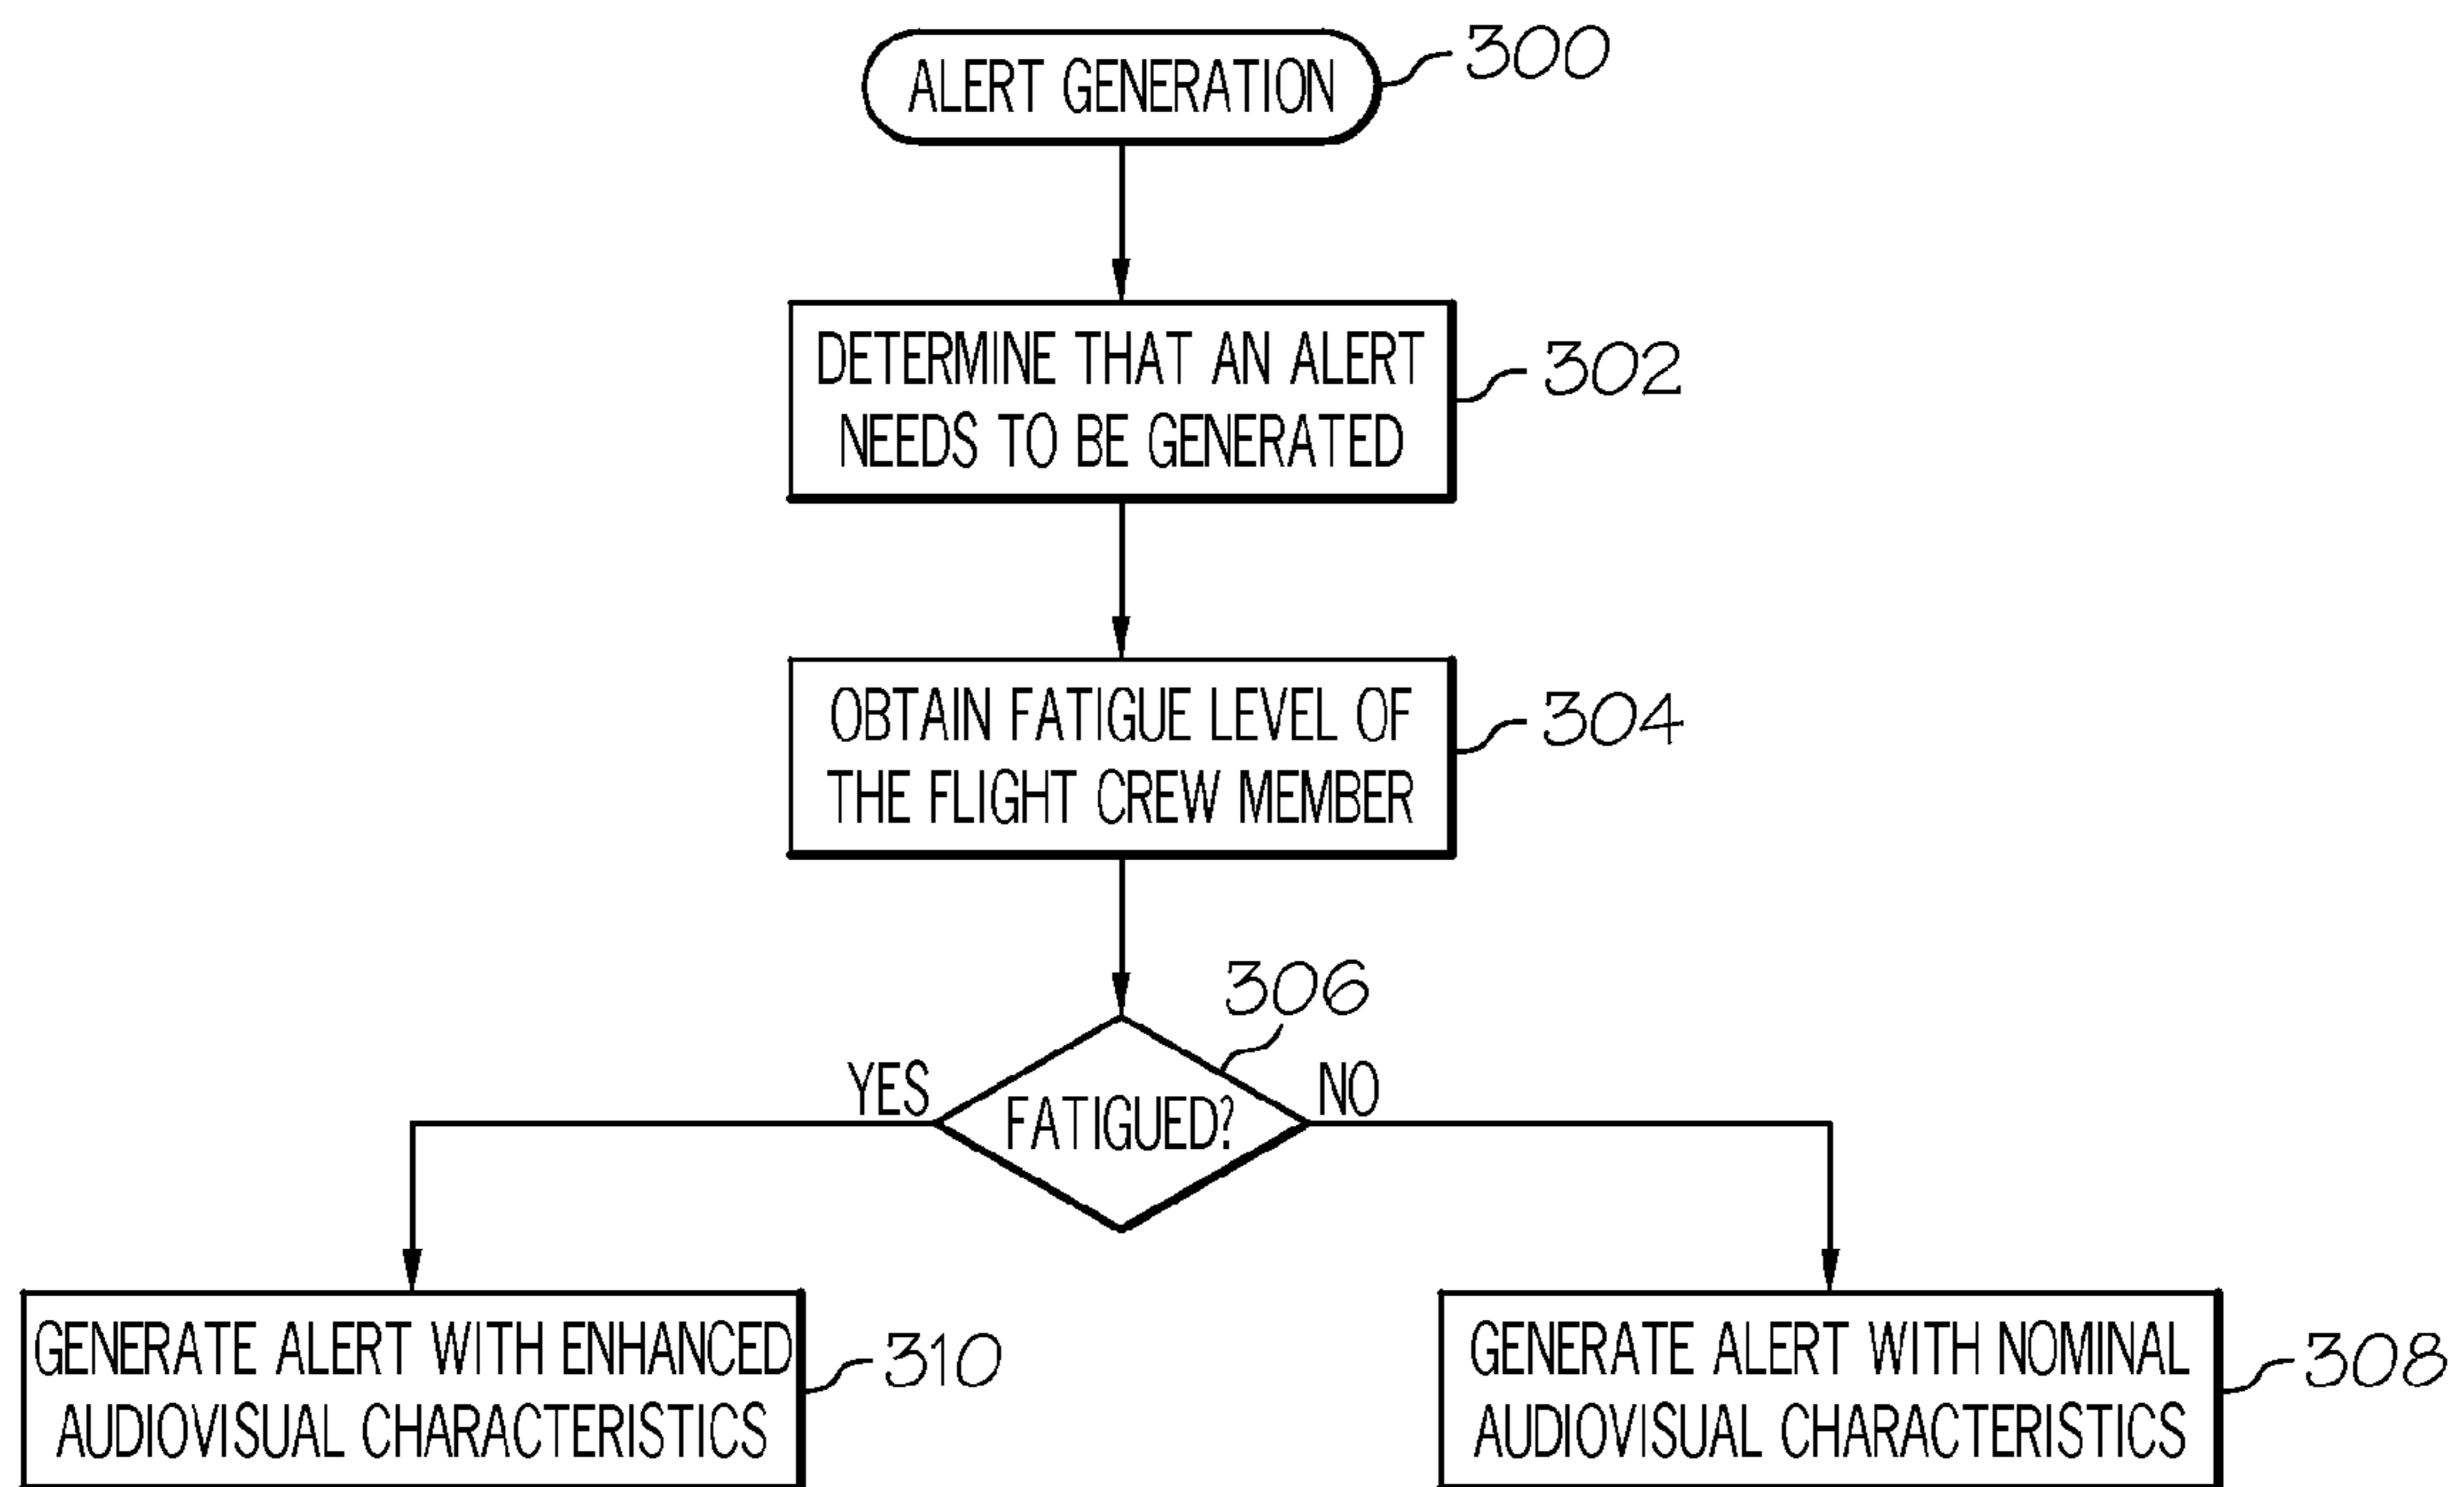 ALERT GENERATION
300
DETERMINE THAT AN ALERT
NEEDS TO BE GENERATED
302
OBTAIN FATIGUE LEVEL OF
THE FLIGHT CREW MEMBER
304
306
YES
FATIGUED?
NO
GENERATE ALERT WITH ENHANCED
AUDIOVISUAL CHARACTERISTICS
310
GENERATE ALERT WITH NOMINAL
AUDIOVISUAL CHARACTERISTICS
308